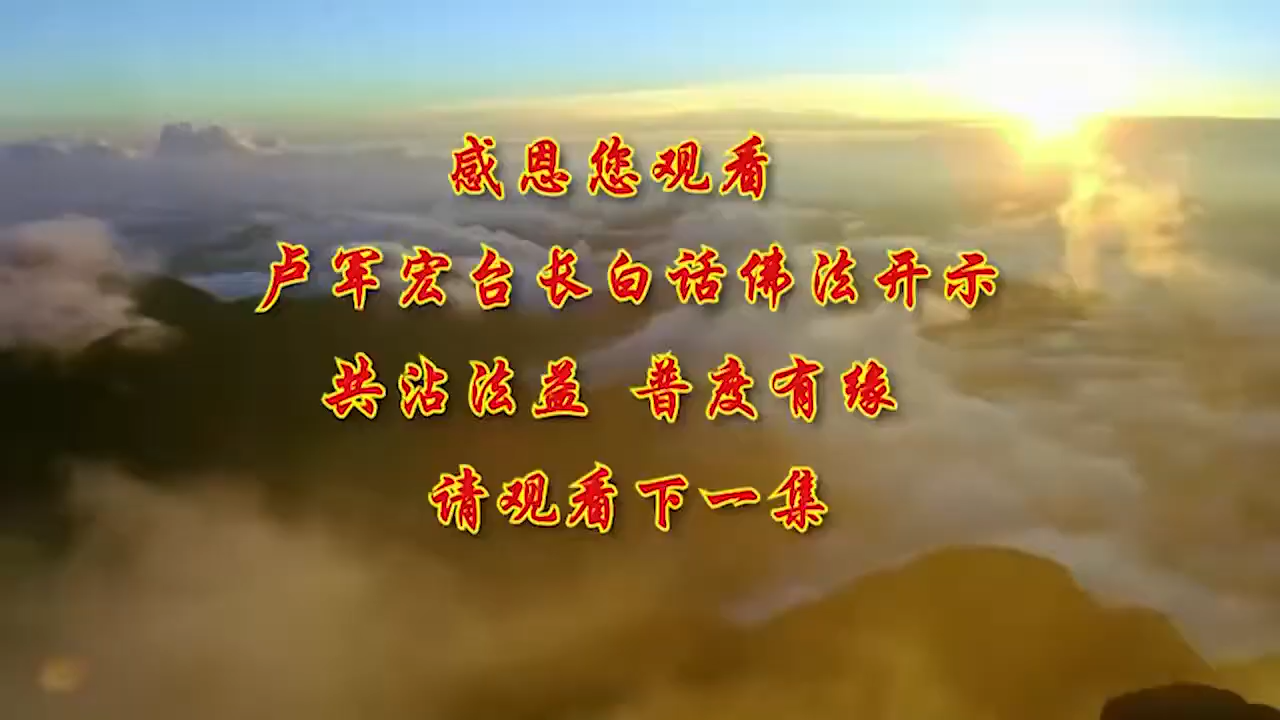 感恩您观看
卢军宏台长白话佛法开示
共沾法益 普度有缘
请观看下一集